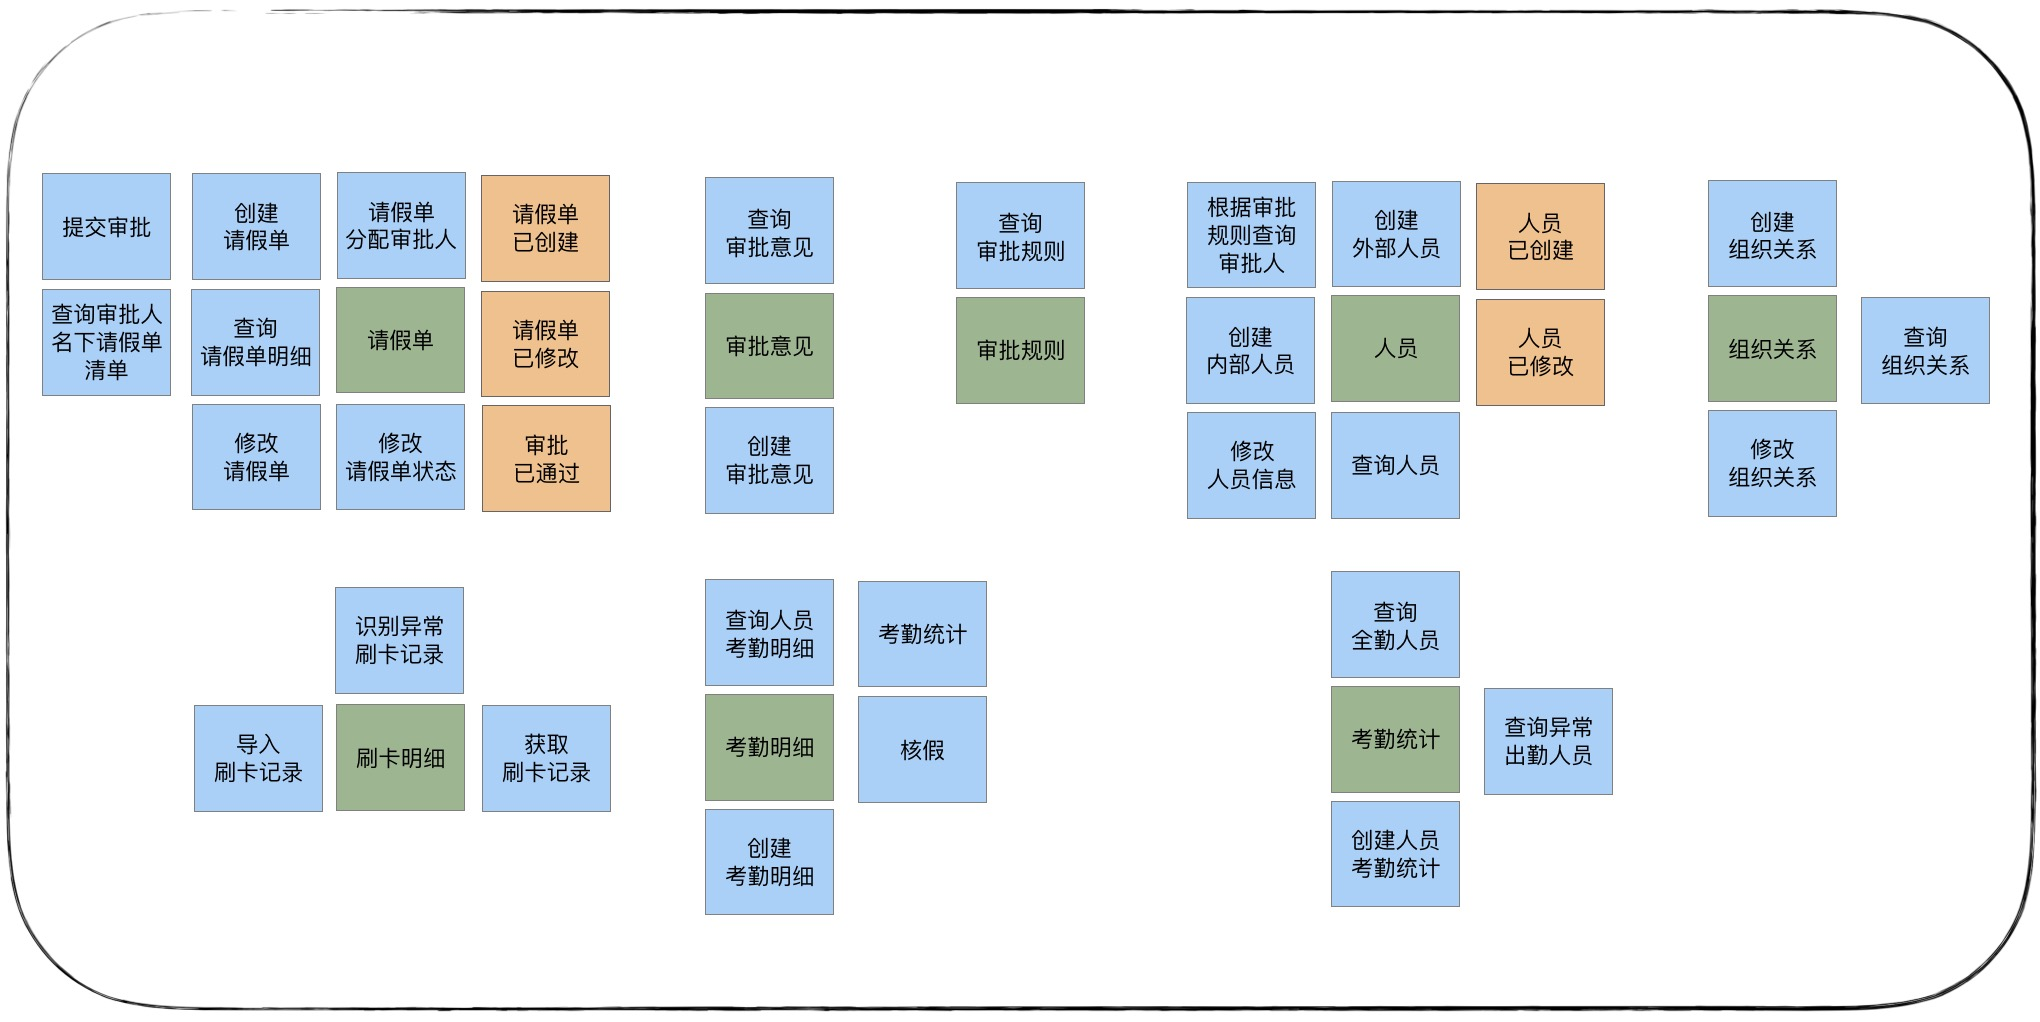 提交审批
创建
请假单
请假单
分配审批人
请假单
已创建
查询审批人
名下请假单
清单
查询
请假单明细
请假单
请假单
已修改
修改
请假单
修改
请假单状态
审批
已通过
查询
审批意见
审批意见
创建
审批意见
查询
审批规则
审批规则
根据审批
规则查询
审批人
创建
外部人员
人员
已创建
创建
内部人员
人员
人员
已修改
修改
人员信息
查询人员
创建
组织关系
组织关系
查询
组织关系
修改
组织关系
识别异常
刷卡记录
导入
刷卡记录
刷卡明细
获取
刷卡记录
查询人员
考勤明细
考勤统计
考勤明细
核假
创建
考勤明细
查询
全勤人员
考勤统计
查询异常
出勤人员
创建人员
考勤统计